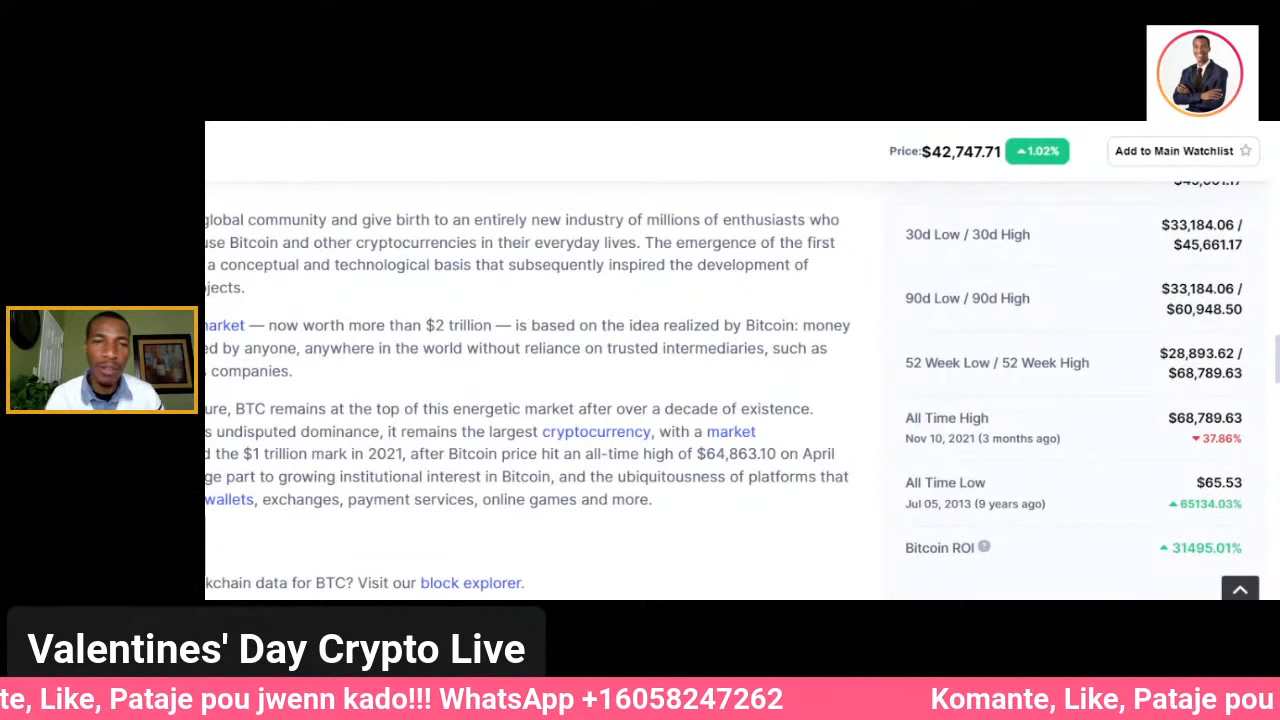 Price:$42,747.71 1.02% Add to Main Watchlist
global community and give birth to an entirely new industry of millions of enthusiasts who
use Bitcoin and other cryptocurrencies in their everyday lives. The emergence of the first
a conceptual and technological basis that subsequently inspired the development of
ojects.
market — now worth more than $2 trillion — is based on the idea realized by Bitcoin: money
ed by anyone, anywhere in the world without reliance on trusted intermediaries, such as
s companies.
ure, BTC remains at the top of this energetic market after over a decade of existence.
s undisputed dominance, it remains the largest cryptocurrency, with a market
d the $1 trillion mark in 2021, after Bitcoin price hit an all-time high of $64,863.10 on April
ge part to growing institutional interest in Bitcoin, and the ubiquitousness of platforms that
wallets, exchanges, payment services, online games and more.
kchain data for BTC? Visit our block explorer.
30d Low / 30d High
$33,184.06 /
$45,661.17
90d Low / 90d High
$33,184.06 /
$60,948.50
52 Week Low / 52 Week High
$28,893.62 /
$68,789.63
All Time High
$68,789.63
Nov 10, 2021 (3 months ago)
37.86%
All Time Low
$65.53
Jul 05, 2013 (9 years ago)
65134.03%
Bitcoin ROI
31495.01%
Valentines' Day Crypto Live
te, Like, Pataje pou jwenn kado!!! WhatsApp +16058247262 Komante, Like, Pataje pou